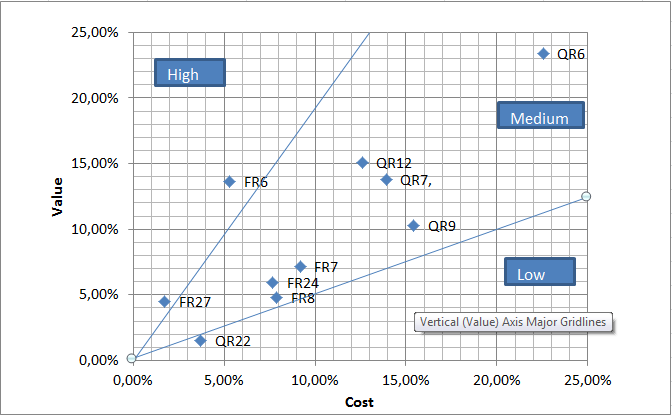 25,00%
QR6
High
20,00%
Medium
15,00%
QR12
FR6
QR7,
Value
10,00%
QR9
FR7
FR24
Low
5,00%
FR27
FR8
Vertical (Value) Axis Major Gridlines
QR22
0,00%
0,00% 5,00% 10,00% 15,00% 20,00% 25,00%
Cost